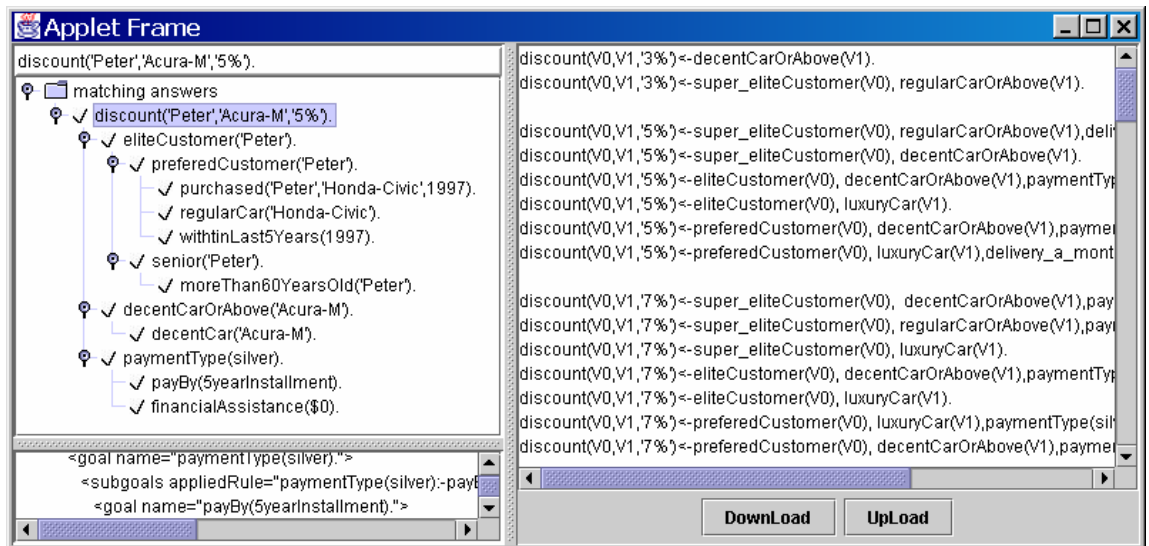 Applet Frame
discount('Peter','Acura-M','5%').
matching answers
discount('Peter','Acura-M','5%').
eliteCustomer('Peter').
preferedCustomer('Peter').
purchased('Peter','Honda-Civic',1997).
regularCar('Honda-Civic').
withtinLast5Years(1997).
senior('Peter').
moreThan60YearsOld('Peter').
decentCarOrAbove('Acura-M').
decentCar('Acura-M').
paymentType(silver).
payBy(5yearInstallment).
financialAssistance($0).
<goal name="paymentType(silver).">
<subgoals appliedRule="paymentType(silver):-payB
<goal name="payBy(5yearInstallment).">
discount(V0,V1,'3%')<-decentCarOrAbove(V1).
discount(V0,V1,'3%')<-super_eliteCustomer(V0), regularCarOrAbove(V1).
discount(V0,V1,'5%')<-super_eliteCustomer(V0), regularCarOrAbove(V1),deli
discount(V0,V1,'5%')<-super_eliteCustomer(V0), decentCarOrAbove(V1).
discount(V0,V1,'5%')<-eliteCustomer(V0), decentCarOrAbove(V1),paymentTyp
discount(V0,V1,'5%')<-eliteCustomer(V0), luxuryCar(V1).
discount(V0,V1,'5%')<-preferedCustomer(V0), decentCarOrAbove(V1),paymer
discount(V0,V1,'5%')<-preferedCustomer(V0), luxuryCar(V1),delivery_a_mont
discount(V0,V1,'7%')<-super_eliteCustomer(V0),  decentCarOrAbove(V1),pay
discount(V0,V1,'7%')<-super_eliteCustomer(V0), regularCarOrAbove(V1),payı
discount(V0,V1,'7%')<-super_eliteCustomer(V0), luxuryCar(V1).
discount(V0,V1,'7%')<-eliteCustomer(V0), decentCarOrAbove(V1),paymentTyp
discount(V0,V1,'7%')<-eliteCustomer(V0), luxuryCar(V1).
discount(V0,V1,'7%')<-preferedCustomer(V0), luxuryCar(V1),paymentType(sil
discount(V0,V1,'7%')<-preferedCustomer(V0), decentCarOrAbove(V1),paymer
DownLoad
UpLoad